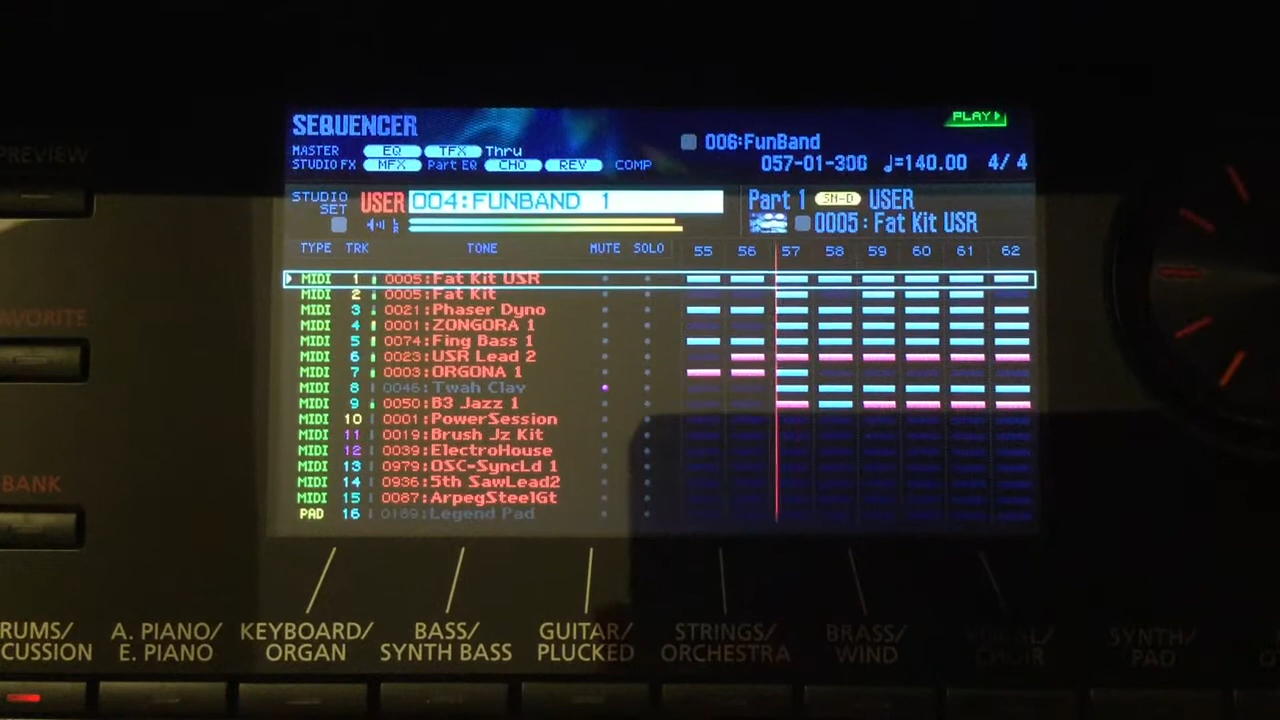 PREVIEW
SEQUENCER
PLAY
MASTER EQ TFX Thru
STUDIO FX MFX Part EQ CHO REV COMP
006:FunBand
057-01-300 ♩=140.00 4/ 4
STUDIO SET USER 004:FUNBAND 1
L
R
Part 1 SN-D USER
0005: Fat Kit USR
TYPE TRK TONE MUTE SOLO 55 56 57 58 59 60 61 62
MIDI 1 0005:Fat Kit USR
MIDI 2 0005:Fat Kit
MIDI 3 0021:Phaser Dyno
MIDI 4 0001:ZONGORA 1
MIDI 5 0074:Fing Bass 1
MIDI 6 0023:USR Lead 2
MIDI 7 0003:ORGONA 1
MIDI 8 0046:Twah Clav
MIDI 9 0050:B3 Jazz 1
MIDI 10 0001:PowerSession
MIDI 11 0019:Brush Jz Kit
MIDI 12 0039:ElectroHouse
MIDI 13 0979:OSC-SyncLd 1
MIDI 14 0936:5th SawLead2
MIDI 15 0087:ArpegSteelGt
PAD 16 0189:Legend Pad
AVORITE
BANK
RUMS/
CUSSION
A. PIANO/
E. PIANO
KEYBOARD/
ORGAN
BASS/
SYNTH BASS
GUITAR/
PLUCKED
STRINGS/
ORCHESTRA
BRASS/
WIND
VOCAL/
CHOIR
SYNTH/
PAD